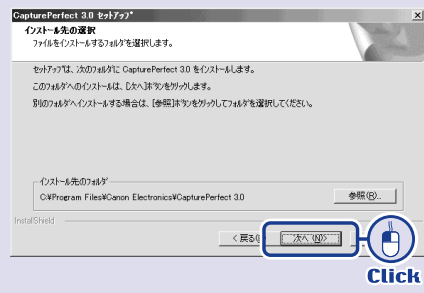 CapturePerfect 3.0 セットアップ
インストール先の選択
ファイルをインストールするフォルダを選択します。
セットアップは、次のフォルダに CapturePerfect 3.0 をインストールします。
このフォルダへのインストールは、[次へ]ボタンをクリックします。
別のフォルダへインストールする場合は、[参照]ボタンをクリックしてフォルダを選択してください。
インストール先のフォルダ
C:¥Program Files¥Canon Electronics¥CapturePerfect 3.0
参照(R)...
InstallShield
< 戻る(
次へ(N)>
Click